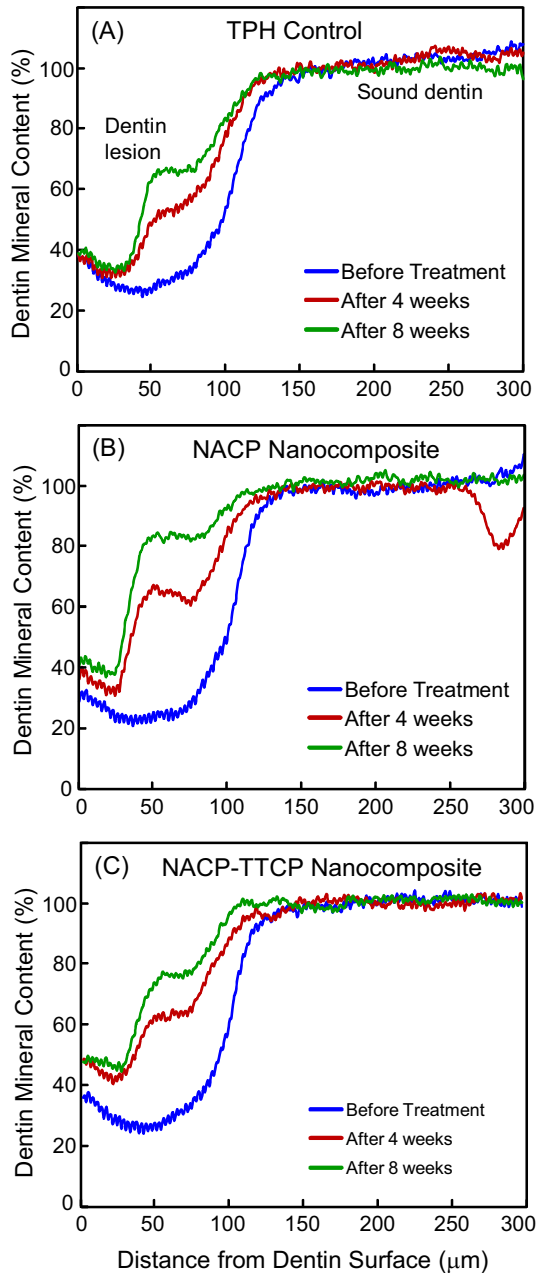 (A)
TPH Control
Dentin Mineral Content (%)
100
80
60
40
20
0
Dentin
lesion
Sound dentin
Before Treatment
After 4 weeks
After 8 weeks
0 50 100 150 200 250 300
(B)
NACP Nanocomposite
Dentin Mineral Content (%)
100
80
60
40
20
0
Before Treatment
After 4 weeks
After 8 weeks
0 50 100 150 200 250 300
(C)
NACP-TTCP Nanocomposite
Dentin Mineral Content (%)
100
80
60
40
20
0
Before Treatment
After 4 weeks
After 8 weeks
0 50 100 150 200 250 300
Distance from Dentin Surface (μm)